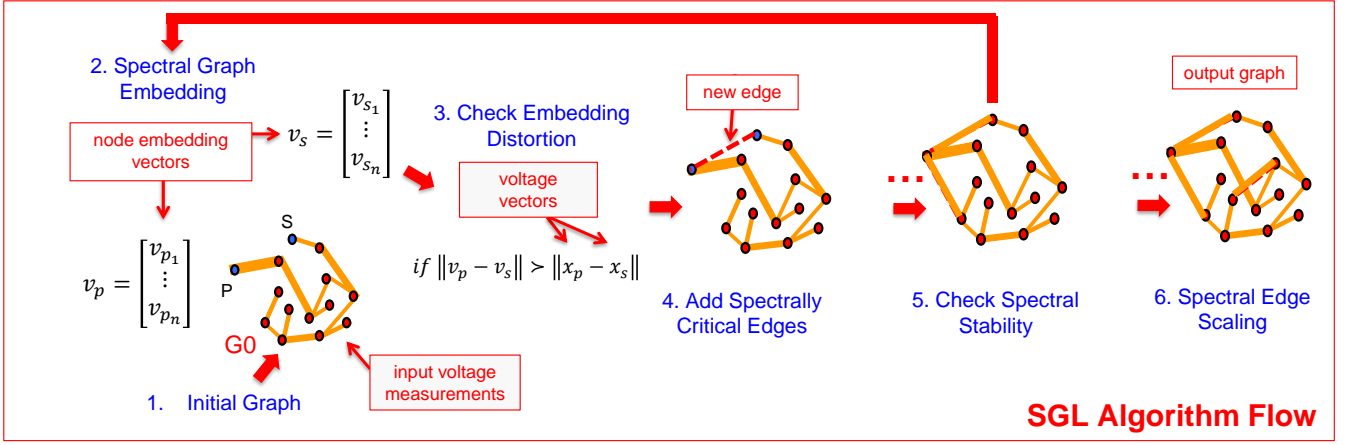 2. Spectral Graph
Embedding
node embedding
vectors
v_s = [v_{s_1} ⋮ v_{s_n}]
v_p = [v_{p_1} ⋮ v_{p_n}]
S
P
G0
1. Initial Graph
input voltage
measurements
3. Check Embedding
Distortion
voltage
vectors
if ‖v_p − v_s‖ ≻ ‖x_p − x_s‖
new edge
4. Add Spectrally
Critical Edges
...
5. Check Spectral
Stability
output graph
...
6. Spectral Edge
Scaling
SGL Algorithm Flow